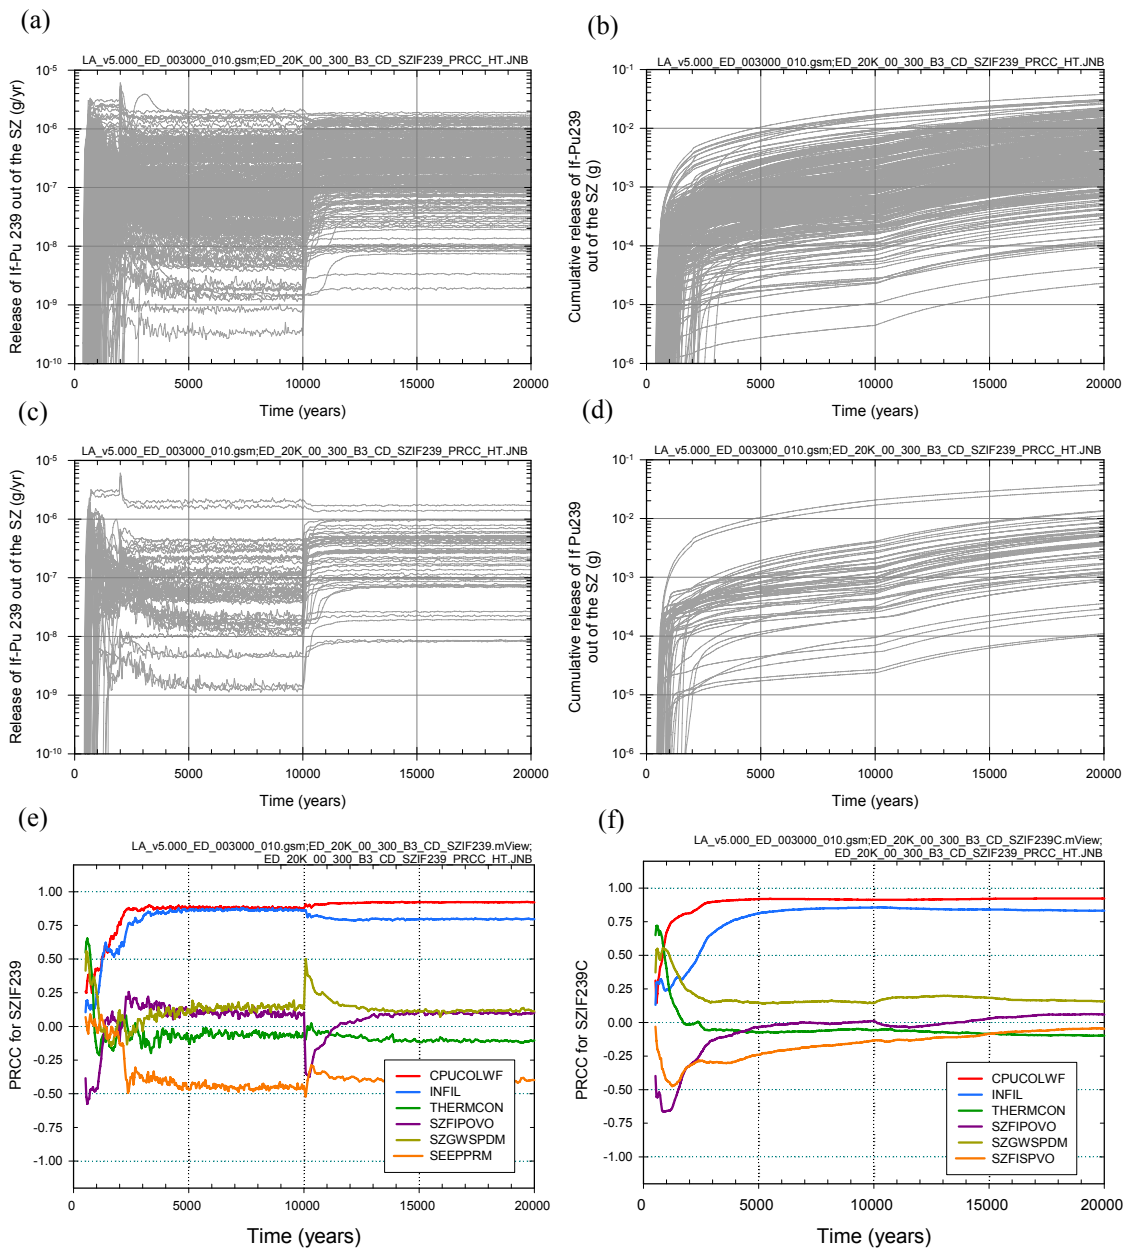 (a)
LA_v5.000_ED_003000_010.gsm;ED_20K_00_300_B3_CD_SZIF239_PRCC_HT.JNB
Release of If-Pu 239 out of the SZ (g/yr)
10-5
10-6
10-7
10-8
10-9
10-10
0 5000 10000 15000 20000
Time (years)
(b)
LA_v5.000_ED_003000_010.gsm;ED_20K_00_300_B3_CD_SZIF239_PRCC_HT.JNB
Cumulative release of If-Pu239
out of the SZ (g)
10-1
10-2
10-3
10-4
10-5
10-6
0 5000 10000 15000 20000
Time (years)
(c)
LA_v5.000_ED_003000_010.gsm;ED_20K_00_300_B3_CD_SZIF239_PRCC_HT.JNB
Release of If-Pu 239 out of the SZ (g/yr)
10-5
10-6
10-7
10-8
10-9
10-10
0 5000 10000 15000 20000
Time (years)
(d)
LA_v5.000_ED_003000_010.gsm;ED_20K_00_300_B3_CD_SZIF239_PRCC_HT.JNB
Cumulative release of If Pu239
out of the SZ (g)
10-1
10-2
10-3
10-4
10-5
10-6
0 5000 10000 15000 20000
Time (years)
(e)
LA_v5.000_ED_003000_010.gsm;ED_20K_00_300_B3_CD_SZIF239.mView;
ED_20K_00_300_B3_CD_SZIF239_PRCC_HT.JNB
PRCC for SZIF239
1.00
0.75
0.50
0.25
0.00
-0.25
-0.50
-0.75
-1.00
CPUCOLWF
INFIL
THERMCON
SZFIPOVO
SZGWSPDM
SEEPPRM
0 5000 10000 15000 20000
Time (years)
(f)
LA_v5.000_ED_003000_010.gsm;ED_20K_00_300_B3_CD_SZIF239C.mView;
ED_20K_00_300_B3_CD_SZIF239_PRCC_HT.JNB
PRCC for SZIF239C
1.00
0.75
0.50
0.25
0.00
-0.25
-0.50
-0.75
-1.00
CPUCOLWF
INFIL
THERMCON
SZFIPOVO
SZGWSPDM
SZFISPVO
0 5000 10000 15000 20000
Time (years)